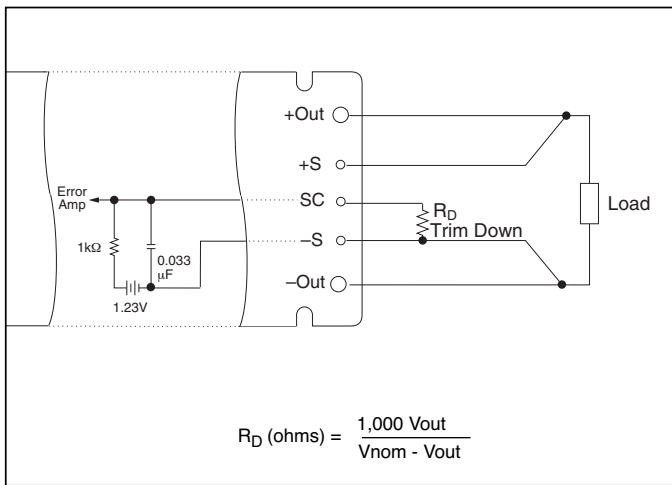 +Out
+S
Error
Amp
SC
R_D
Trim Down
Load
1kΩ
0.033
μF
–S
1.23V
–Out
R_D (ohms) = 1,000 Vout
Vnom - Vout